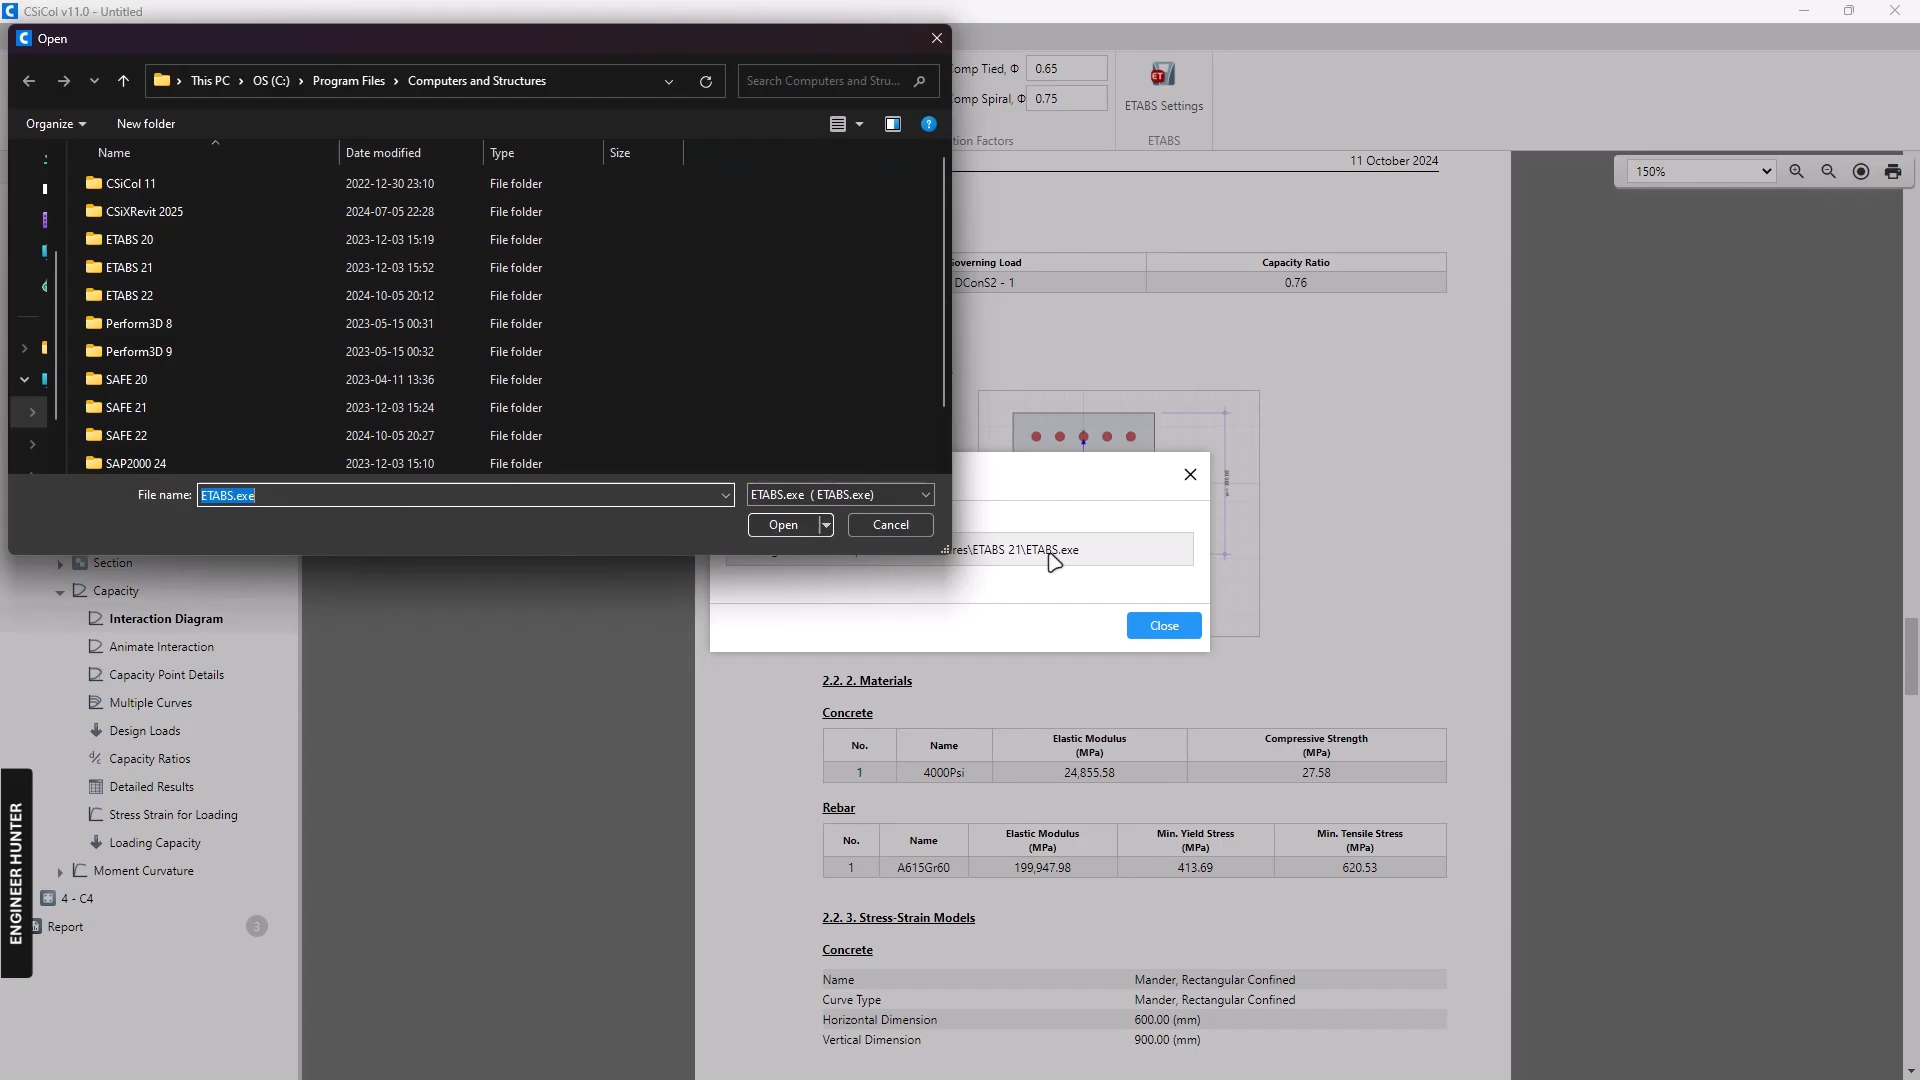 CSiCol v11.0 - Untitled
Open
This PC > OS (C:) > Program Files > Computers and Structures
Search Computers and Stru...
Organize
New folder
Name
Date modified
Type
Size
CSiCol 11
2022-12-30 23:10
File folder
CSiXRevit 2025
2024-07-05 22:28
File folder
ETABS 20
2023-12-03 15:19
File folder
ETABS 21
2023-12-03 15:52
File folder
ETABS 22
2024-10-05 20:12
File folder
Perform3D 8
2023-05-15 00:31
File folder
Perform3D 9
2023-05-15 00:32
File folder
SAFE 20
2023-04-11 13:36
File folder
SAFE 21
2023-12-03 15:24
File folder
SAFE 22
2024-10-05 20:27
File folder
SAP2000 24
2023-12-03 15:10
File folder
File name:
ETABS.exe
ETABS.exe (ETABS.exe)
Open
Cancel
omp Tied, Φ
0.65
omp Spiral, Φ
0.75
tion Factors
ETABS Settings
ETABS
11 October 2024
150%
overning Load
Capacity Ratio
DConS2 - 1
0.76
res\ETABS 21\ETABS.exe
Close
Section
Capacity
Interaction Diagram
Animate Interaction
Capacity Point Details
Multiple Curves
Design Loads
Capacity Ratios
Detailed Results
Stress Strain for Loading
Loading Capacity
Moment Curvature
4 - C4
Report
3
ENGINEER HUNTER
2.2. 2. Materials
Concrete
No.
Name
Elastic Modulus
(MPa)
Compressive Strength
(MPa)
1
4000Psi
24,855.58
27.58
Rebar
No.
Name
Elastic Modulus
(MPa)
Min. Yield Stress
(MPa)
Min. Tensile Stress
(MPa)
1
A615Gr60
199,947.98
413.69
620.53
2.2. 3. Stress-Strain Models
Concrete
Name
Mander, Rectangular Confined
Curve Type
Mander, Rectangular Confined
Horizontal Dimension
600.00 (mm)
Vertical Dimension
900.00 (mm)